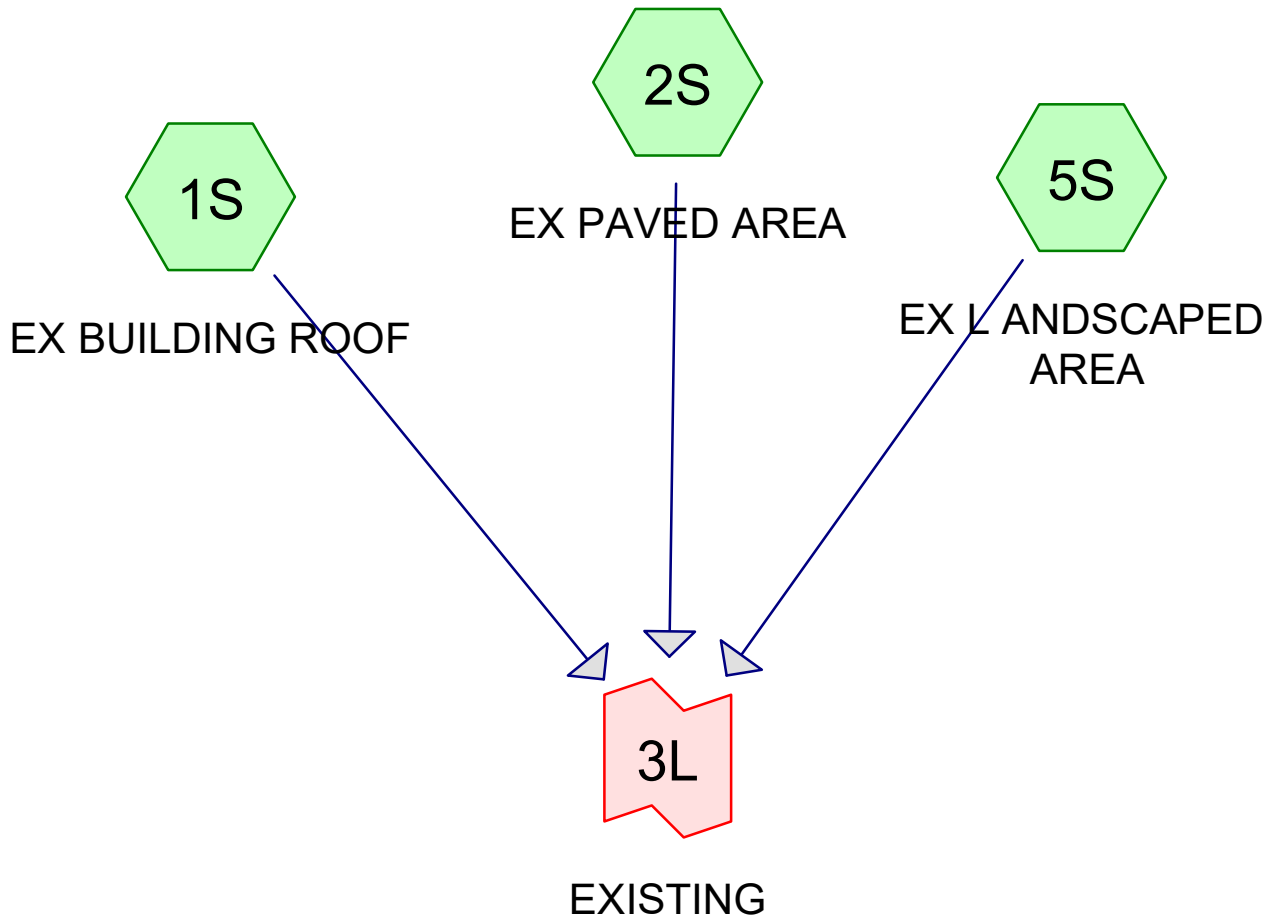 2S
EX PAVED AREA
1S
EX BUILDING ROOF
5S
EX L ANDSCAPED
AREA
3L
EXISTING